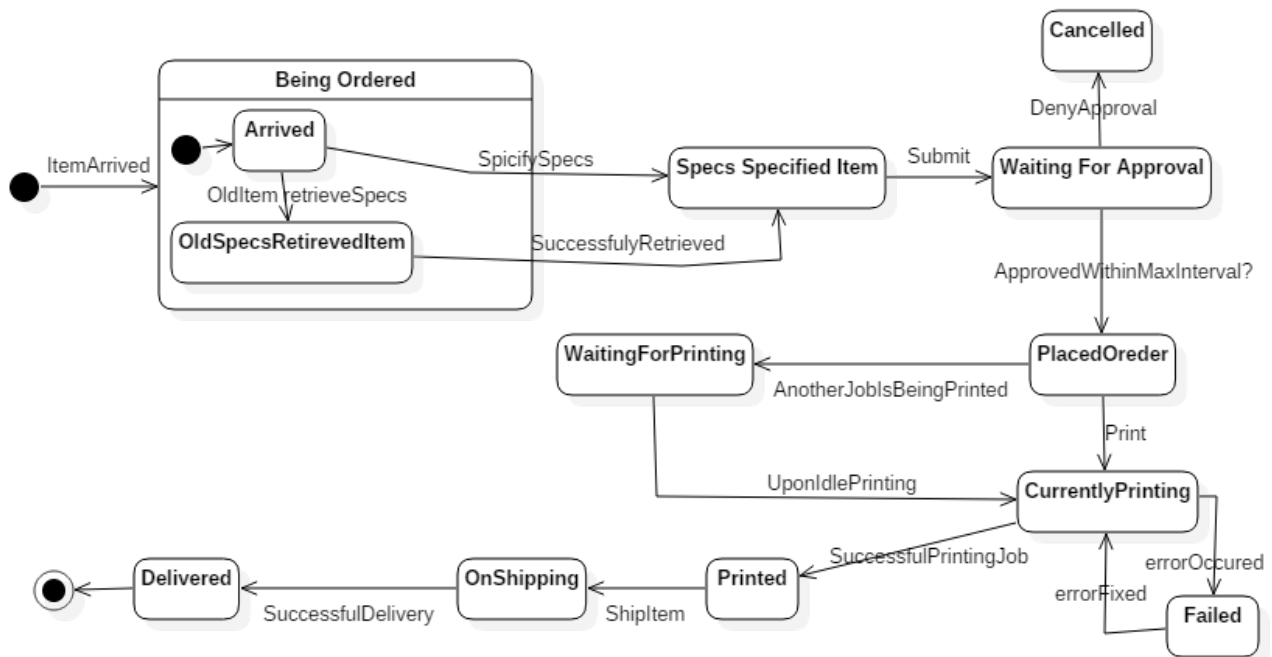 Cancelled
Being Ordered
DenyApproval
Arrived
ItemArrived
SpicifySpecs
Specs Specified Item
Submit
Waiting For Approval
OldItem retrieveSpecs
OldSpecsRetirevedItem
SuccessfulyRetrieved
ApprovedWithinMaxInterval?
WaitingForPrinting
PlacedOreder
AnotherJobIsBeingPrinted
Print
UponIdlePrinting
CurrentlyPrinting
SuccessfulPrintingJob
errorOccured
errorFixed
Delivered
OnShipping
Printed
SuccessfulDelivery
ShipItem
Failed